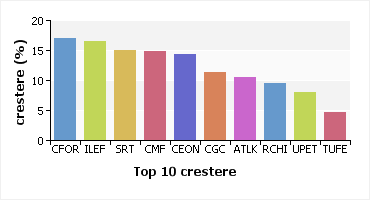 crestere (%)
20
15
10
5
0
CFOR ILEF SRT CMF CEON CGC ATLK RCHI UPET TUFE
Top 10 crestere